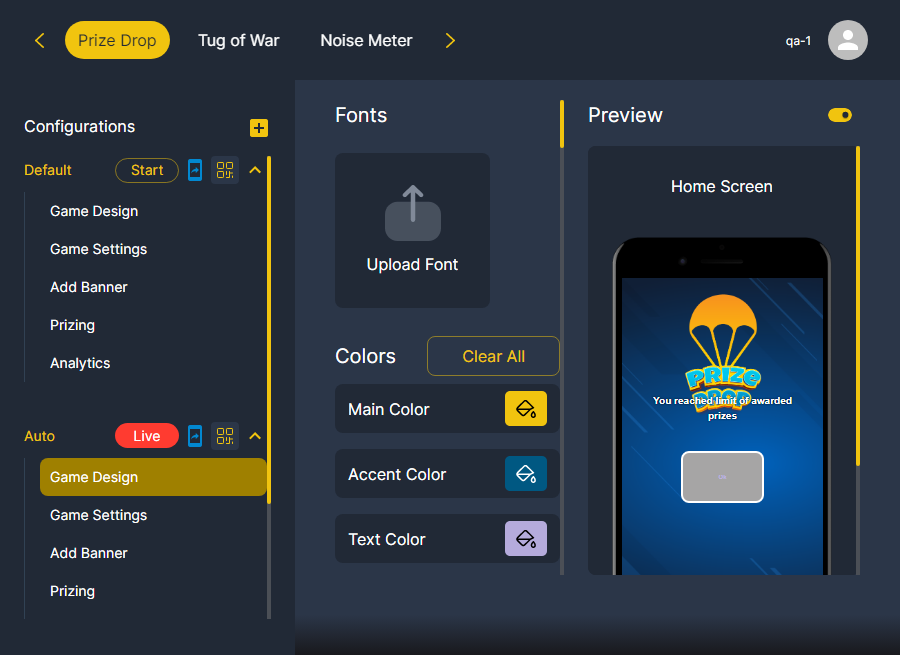 Prize Drop Tug of War Noise Meter qa-1
Configurations
Default Start
Game Design
Game Settings
Add Banner
Prizing
Analytics
Auto Live
Game Design
Game Settings
Add Banner
Prizing
Fonts
Upload Font
Colors Clear All
Main Color
Accent Color
Text Color
Preview
Home Screen
PRIZE
DROP
You reached limit of awarded
prizes